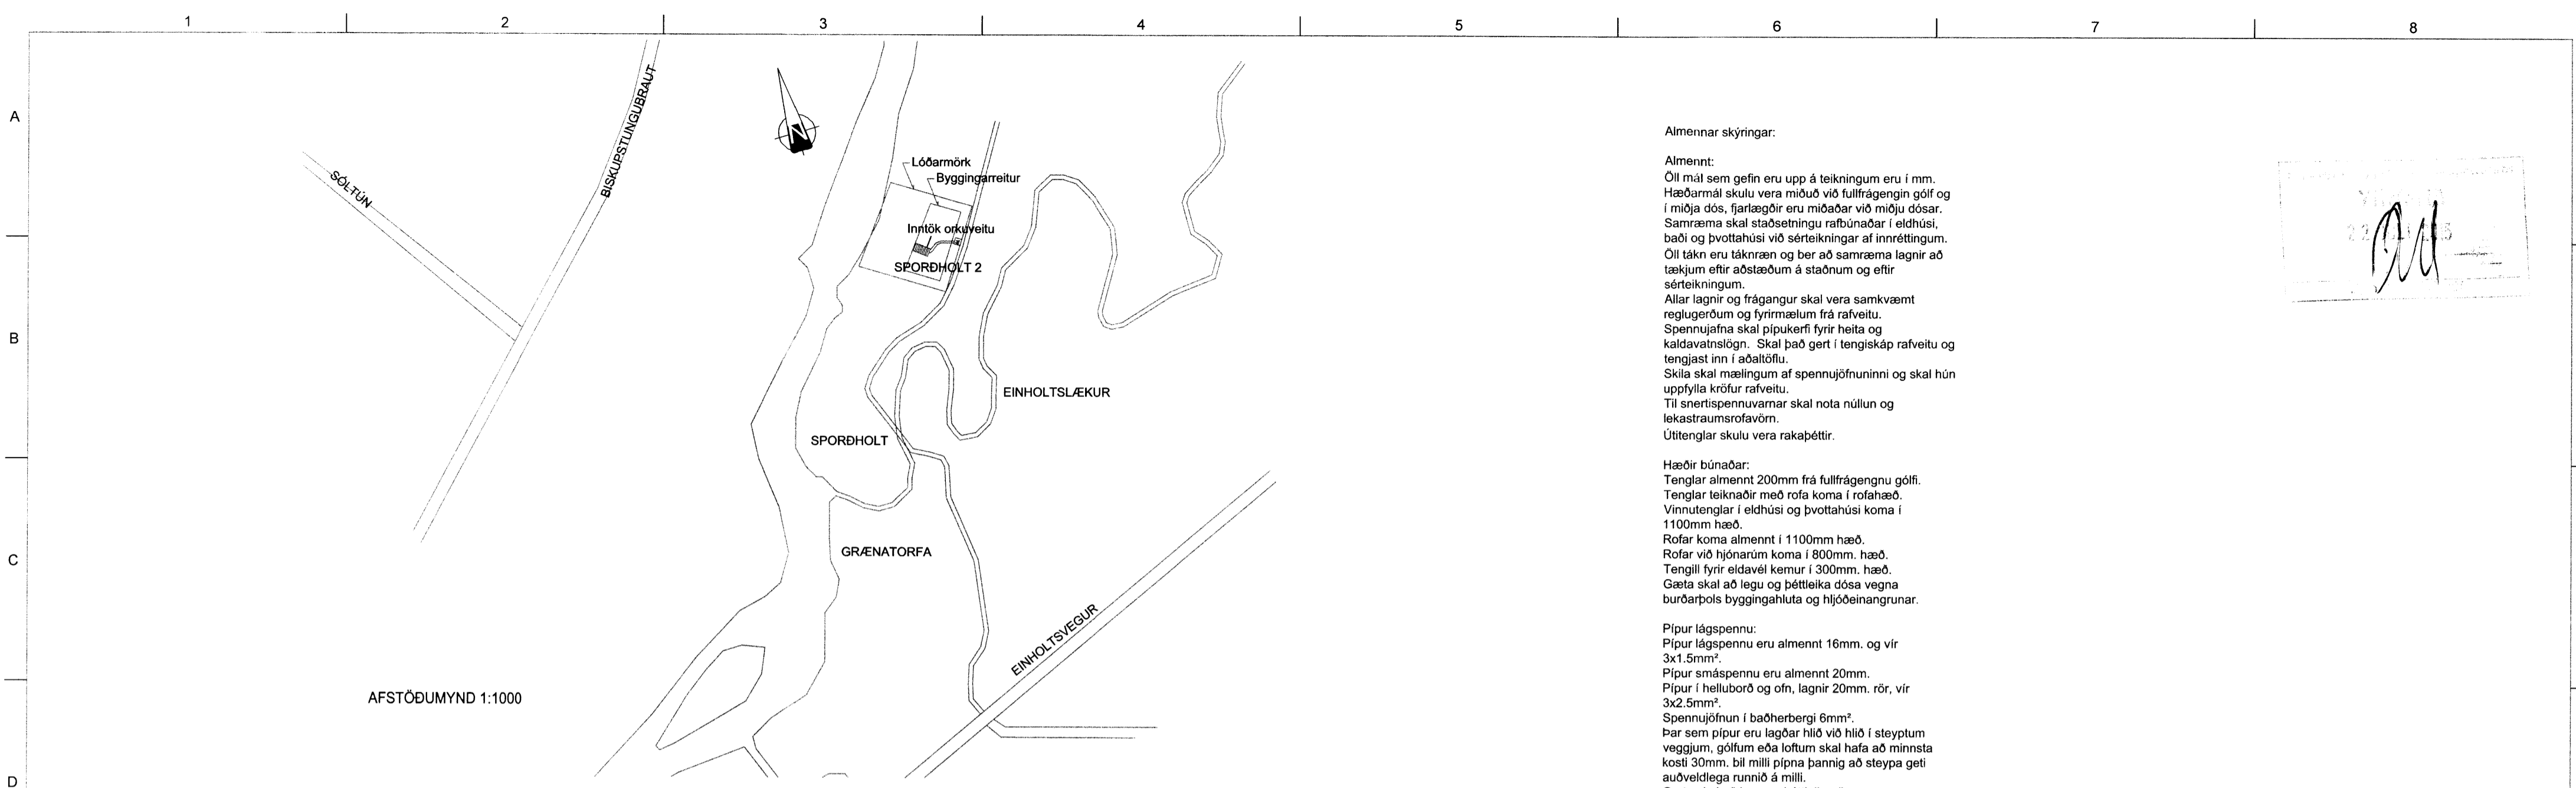 1 2 3 4 5 6 7 8
A
B
C
D
SÓLTÚN
BISKUPSTUNGUBRAUT
N
Lóðarmörk
Byggingarreitur
Inntök orkuveitu
SPORÐHOLT 2
EINHOLTSLÆKUR
SPORÐHOLT
GRÆNATORFA
EINHOLTSVEGUR
AFSTÖÐUMYND 1:1000
Almennar skýringar:
Almennt:
Öll mál sem gefin eru upp á teikningum eru í mm.
Hæðarmál skulu vera miðuð við fullfrágengin gólf og
í miðja dós, fjarlægðir eru miðaðar við miðju dósar.
Samræma skal staðsetningu rafbúnaðar í eldhúsi,
baði og þvottahúsi við sérteikningar af innréttingum.
Öll tákn eru táknræn og ber að samræma lagnir að
tækjum eftir aðstæðum á staðnum og eftir
sérteikningum.
Allar lagnir og frágangur skal vera samkvæmt
reglugerðum og fyrirmælum frá rafveitu.
Spennujafna skal pípukerfi fyrir heita og
kaldavatnslögn. Skal það gert í tengiskáp rafveitu og
tengjast inn í aðaltöflu.
Skila skal mælingum af spennujöfnuninni og skal hún
uppfylla kröfur rafveitu.
Til snertispennuvarnar skal nota núllun og
lekastraumsrofavörn.
Útitenglar skulu vera rakaþéttir.
Hæðir búnaðar:
Tenglar almennt 200mm frá fullfrágengnu gólfi.
Tenglar teiknaðir með rofa koma í rofahæð.
Vinnutenglar í eldhúsi og þvottahúsi koma í
1100mm hæð.
Rofar koma almennt í 1100mm hæð.
Rofar við hjónarúm koma í 800mm. hæð.
Tengill fyrir eldavél kemur í 300mm. hæð.
Gæta skal að legu og þéttleika dósa vegna
burðarþols byggingahluta og hljóðeinangrunar.
Pípur lágspennu:
Pípur lágspennu eru almennt 16mm. og vír
3x1.5mm².
Pípur smáspennu eru almennt 20mm.
Pípur í helluborð og ofn, lagnir 20mm. rör, vír
3x2.5mm².
Spennujöfnun í baðherbergi 6mm².
Þar sem pípur eru lagðar hlið við hlið í steyptum
veggjum, gólfum eða loftum skal hafa að minnsta
kosti 30mm. bil milli pípna þannig að steypa geti
auðveldlega runnið á milli.